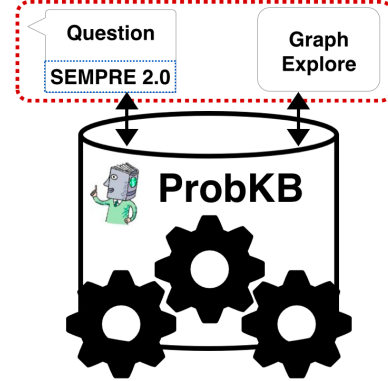 Question
SEMPRE 2.0
Graph
Explore
ProbKB